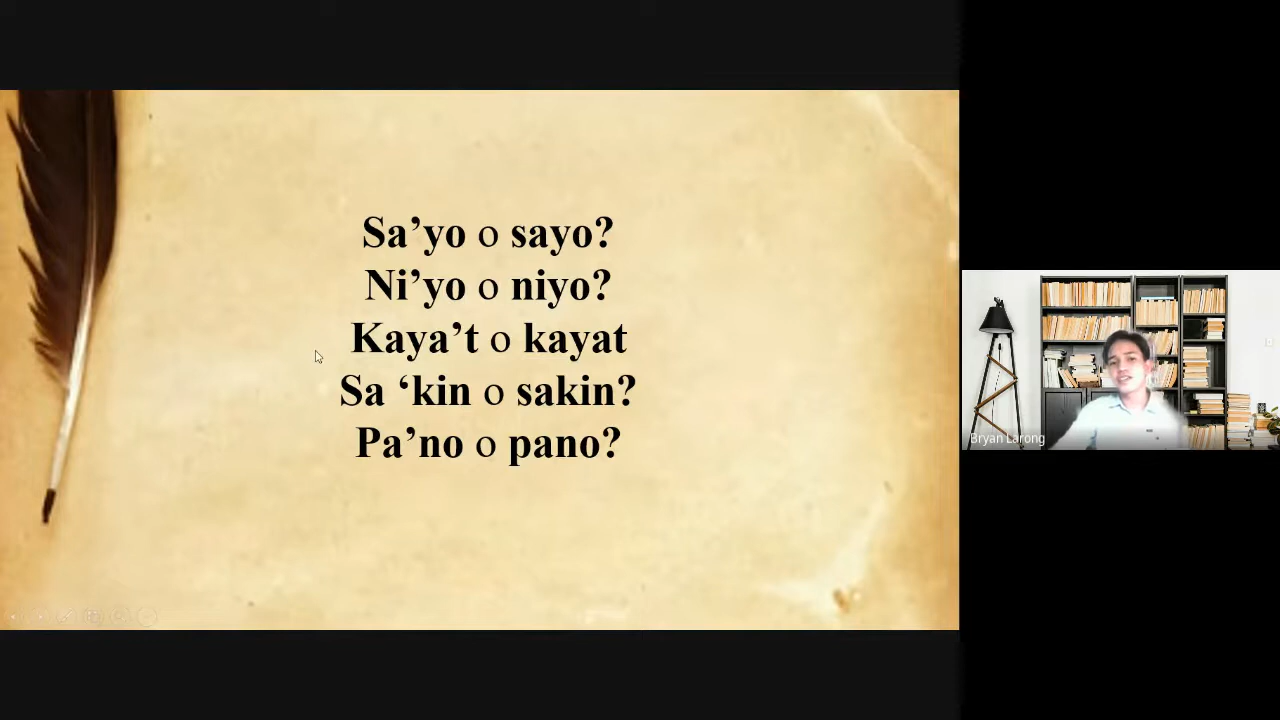 Sa’yo o sayo?
Ni’yo o niyo?
Kaya’t o kayat
Sa ‘kin o sakin?
Pa’no o pano?
Bryan Larong